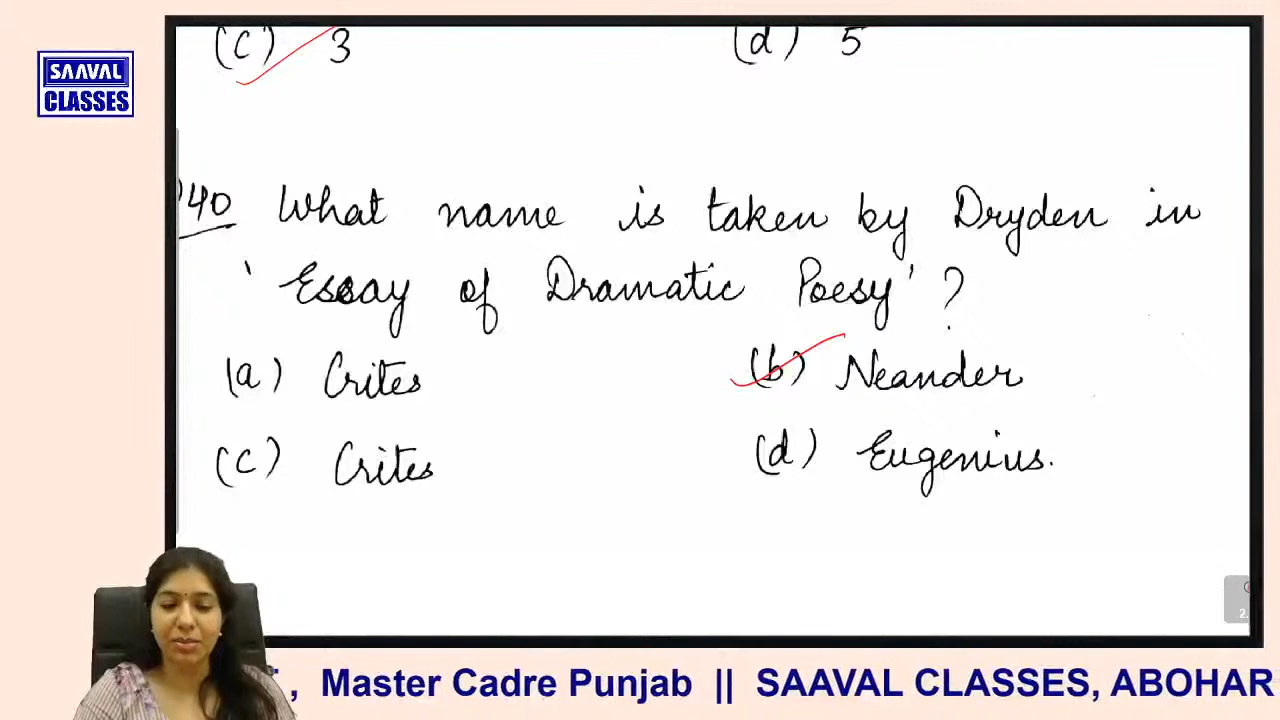 (c) 3
(d) 5
SAAVAL
CLASSES
40 What name is taken by Dryden in
'Essay of Dramatic Poesy'?
(a) Crites
(b) Neander
(c) Crites
(d) Eugenius.
2.
, Master Cadre Punjab || SAAVAL CLASSES, ABOHAR